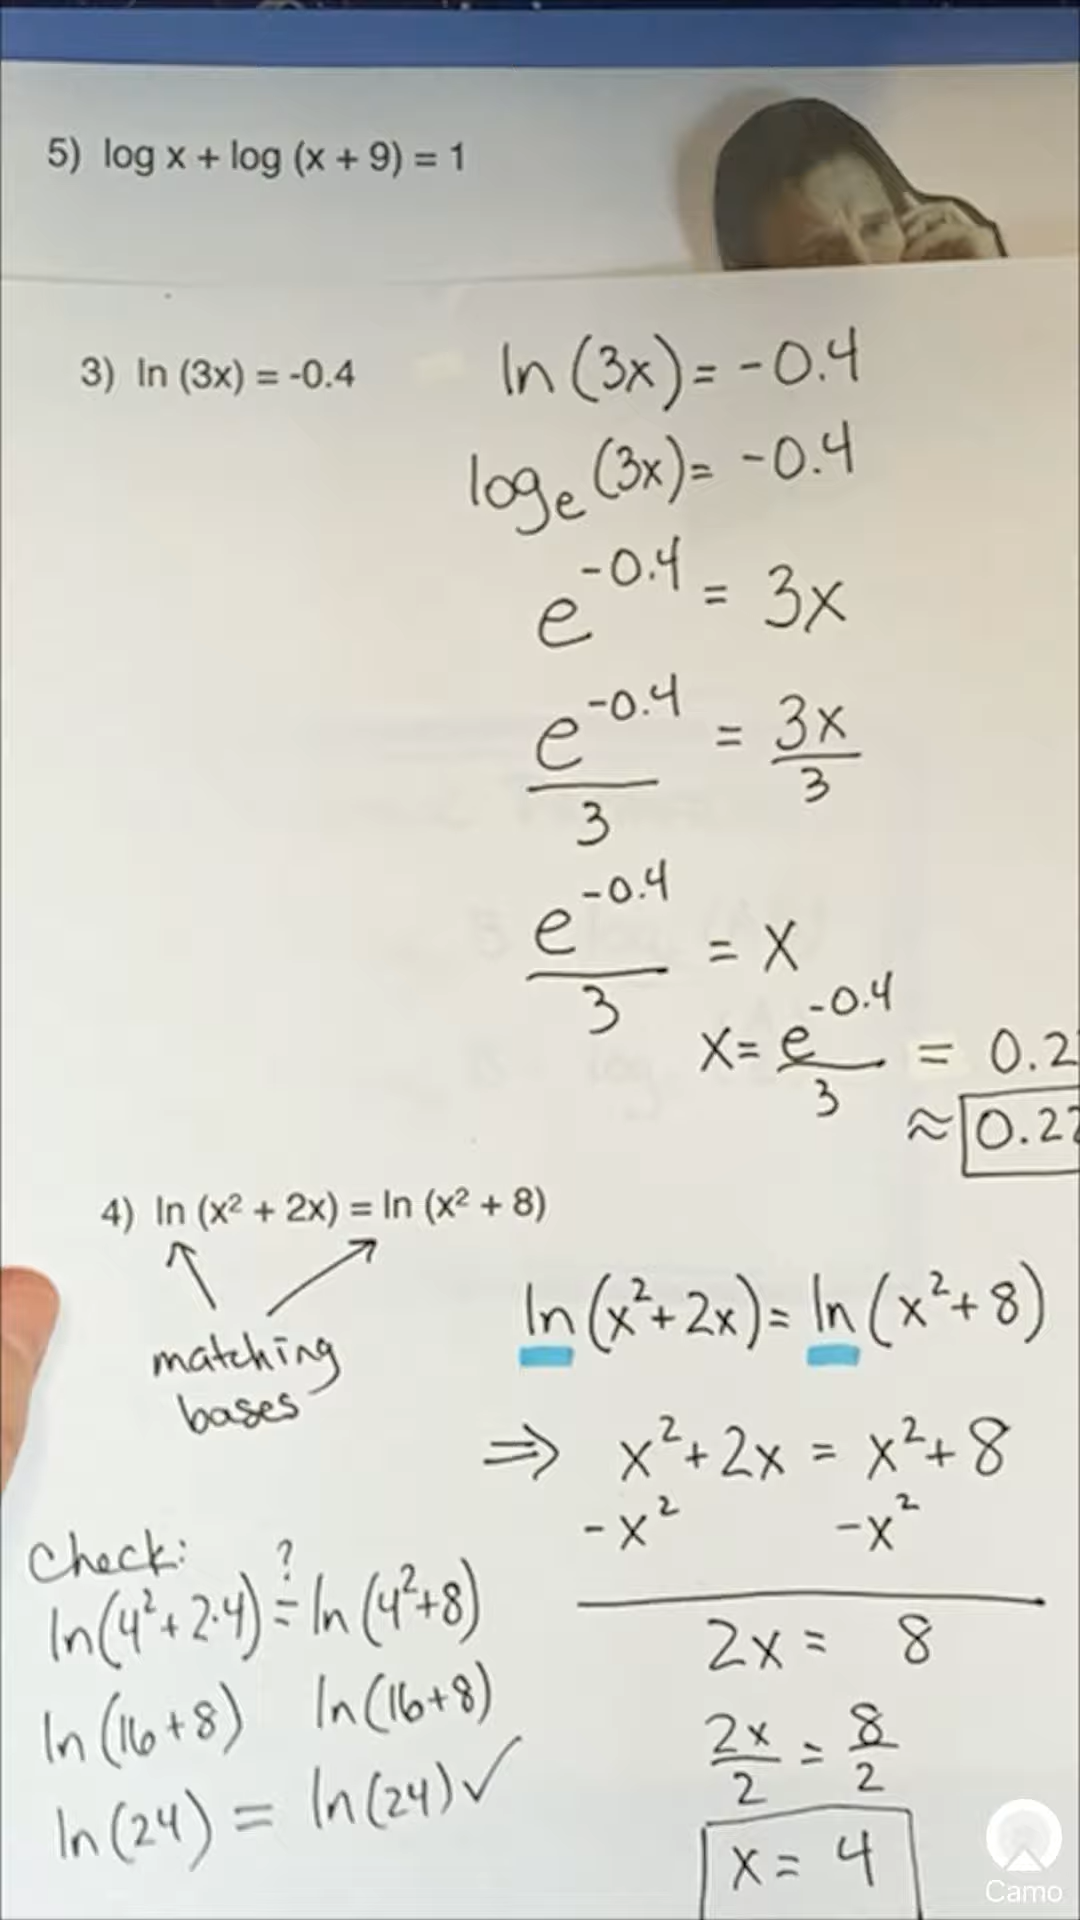 5) log x + log (x + 9) = 1
3) ln (3x) = -0.4
ln (3x) = -0.4
logₑ (3x) = -0.4
e^-0.4 = 3x
e^-0.4/3 = 3x/3
e^-0.4/3 = x
x = e^-0.4/3 = 0.2
≈ 0.22
4) ln (x² + 2x) = ln (x² + 8)
matching
bases
ln (x² + 2x) = ln (x² + 8)
⇒ x² + 2x = x² + 8
-x² -x²
2x = 8
2x/2 = 8/2
x = 4
Check:
ln(4² + 2·4) ?= ln (4² + 8)
ln (16 + 8) ln (16 + 8)
ln (24) = ln (24) ✓
Camo